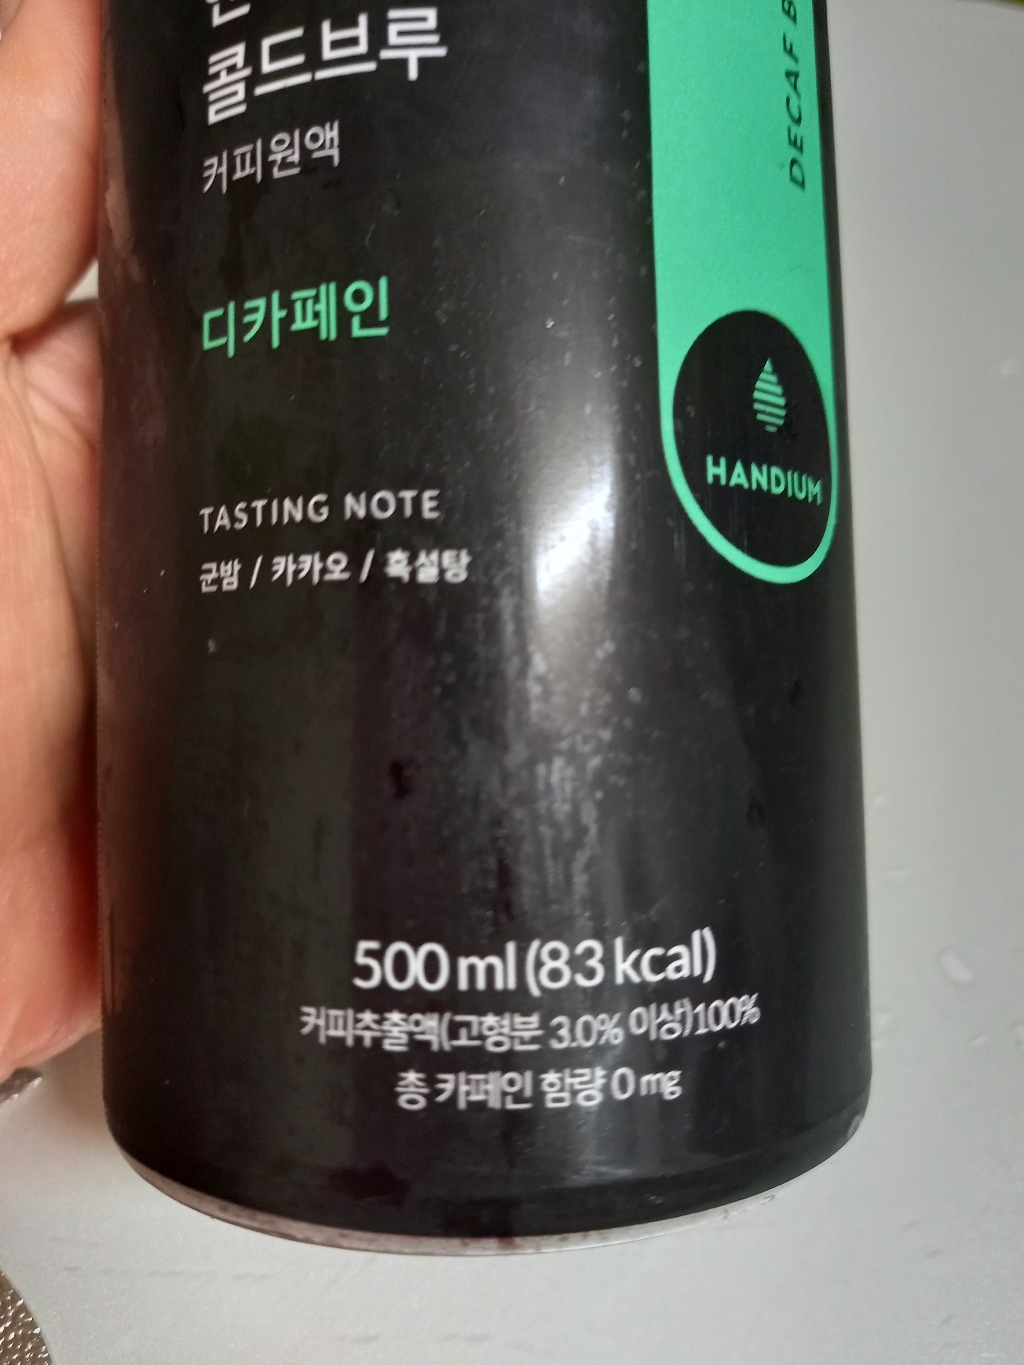 콜드브루
커피원액
디카페인
TASTING NOTE
군밤 / 카카오 / 흑설탕
500 ml (83 kcal)
커피추출액(고형분 3.0% 이상)100%
총 카페인 함량 0 mg
DECAF
HANDIUM